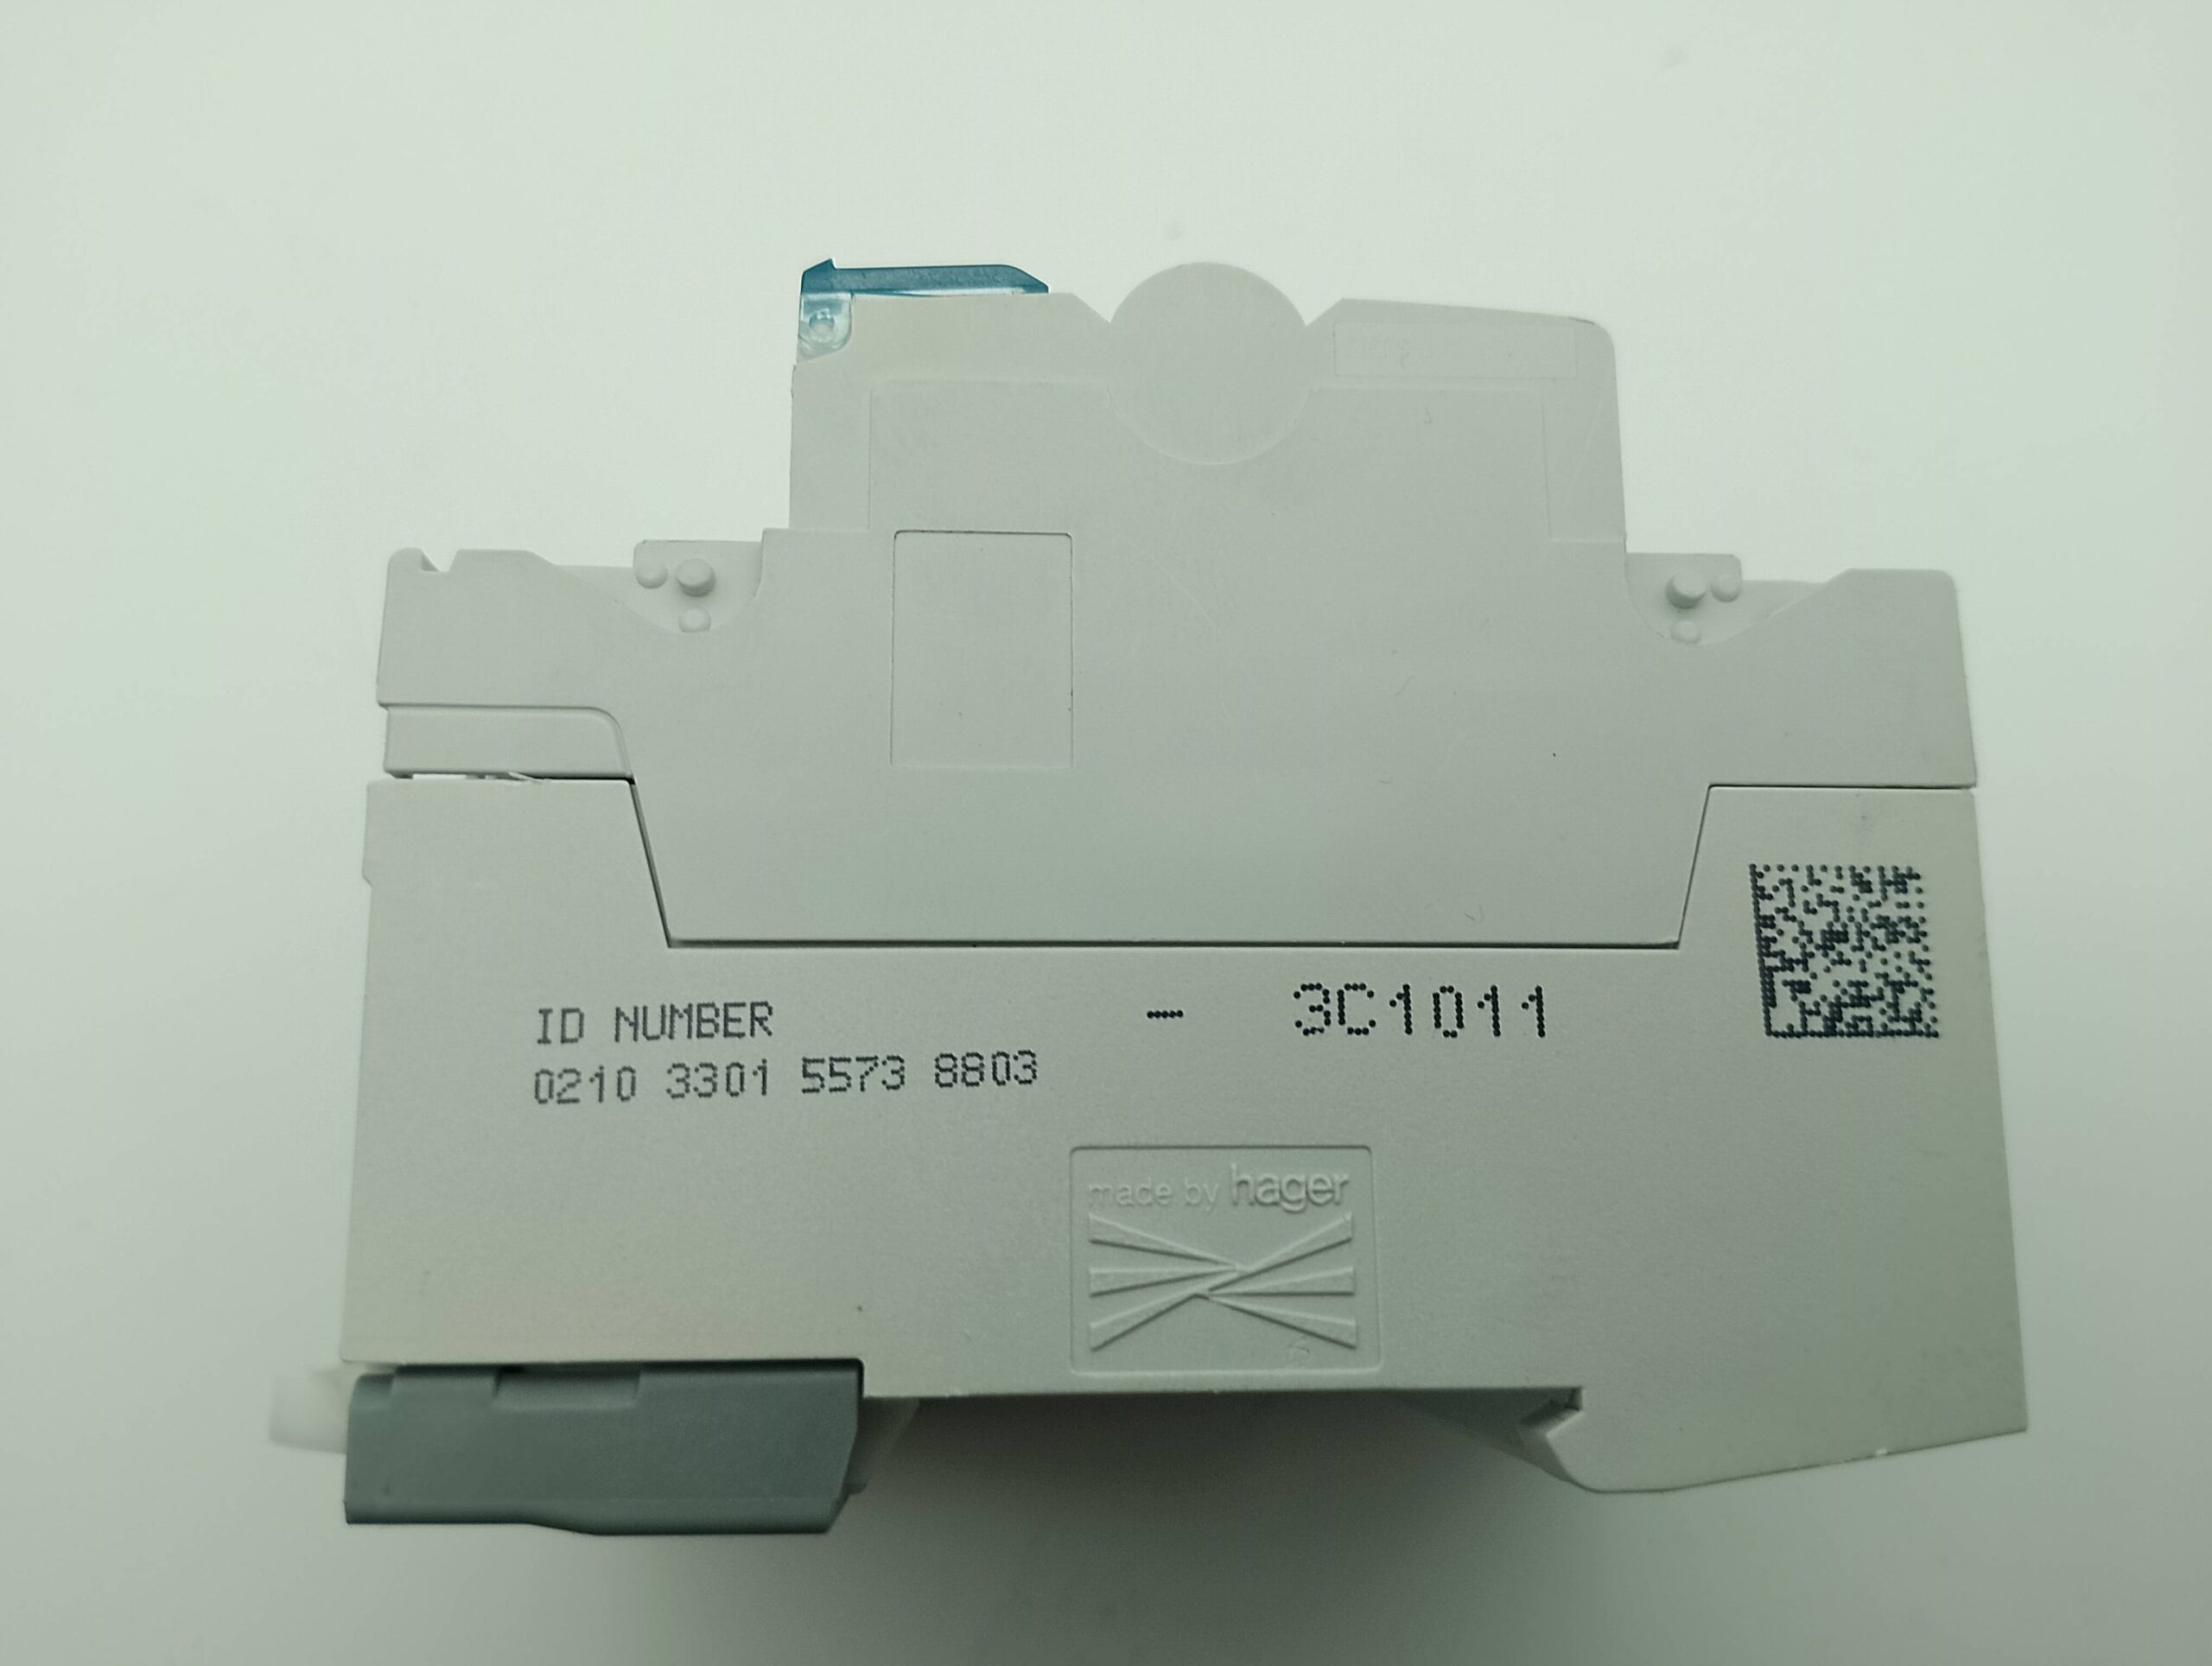 ID NUMBER
0210 3301 5573 8803
- 3C1011
made by hager